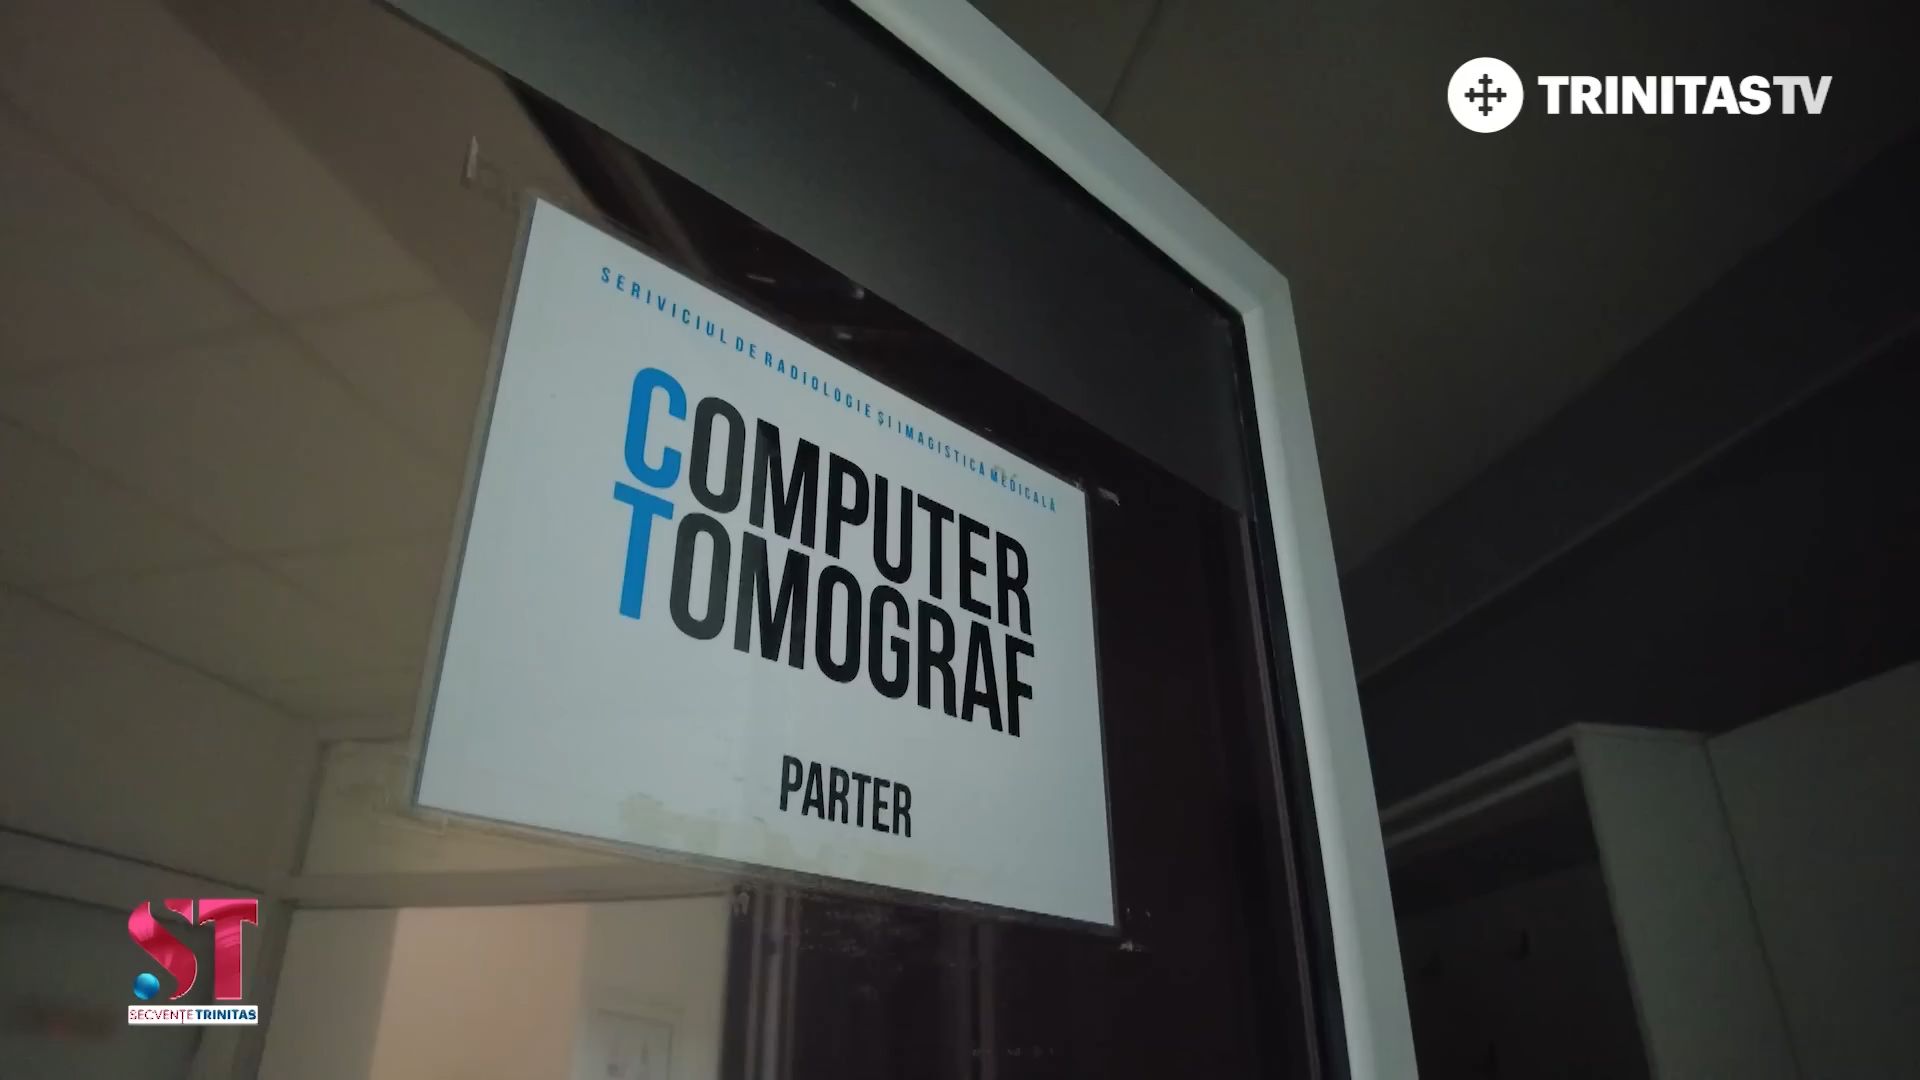 TRINITASTV
SERIVICIUL DE RADIOLOGIE ȘI IMAGISTICĂ MEDICALĂ
COMPUTER
TOMOGRAF
PARTER
ST
SECVENȚE TRINITAS